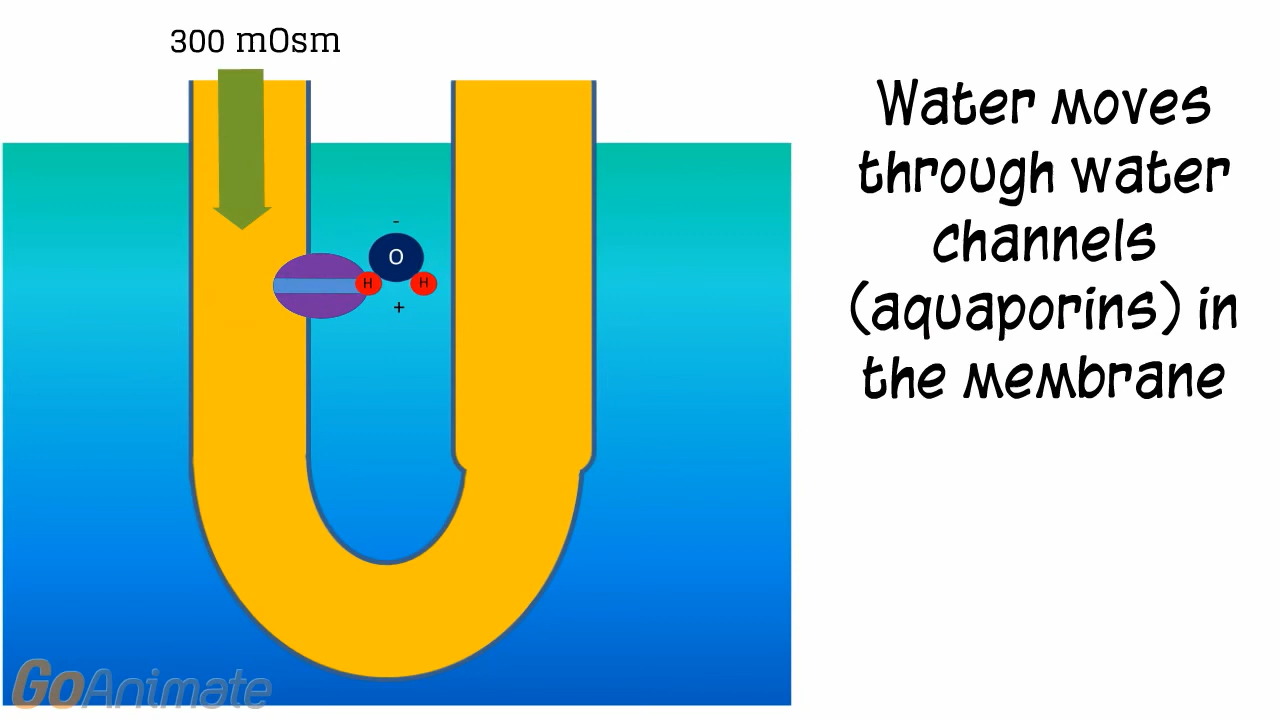 300 mOsm
-
O
H H
+
Water moves
through water
channels
(aquaporins) in
the membrane
GoAnimate